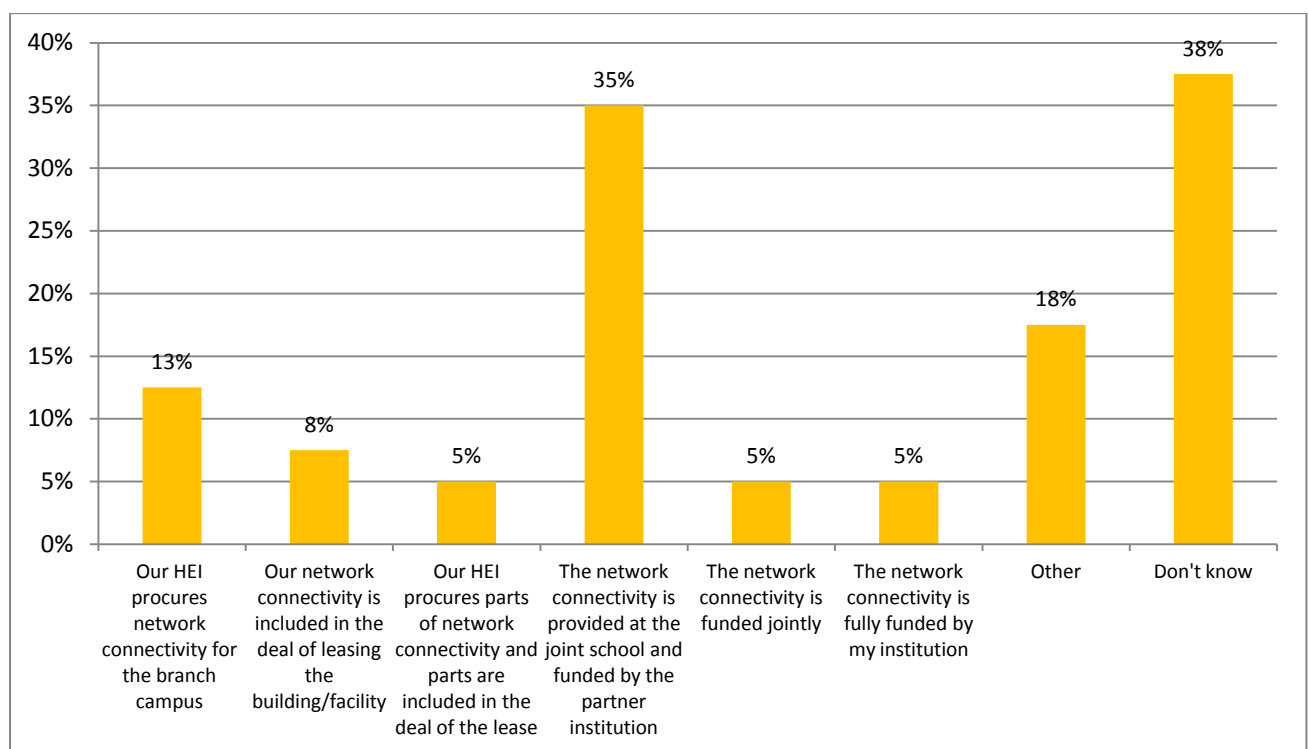 40%
35%
30%
25%
20%
15%
10%
5%
0%
13%
8%
5%
35%
5%
5%
18%
38%
Our HEI
procures
network
connectivity for
the branch
campus
Our network
connectivity is
included in the
deal of leasing
the
building/facility
Our HEI
procures parts
of network
connectivity and
parts are
included in the
deal of the lease
The network
connectivity is
provided at the
joint school and
funded by the
partner
institution
The network
connectivity is
funded jointly
The network
connectivity is
fully funded by
my institution
Other
Don't know